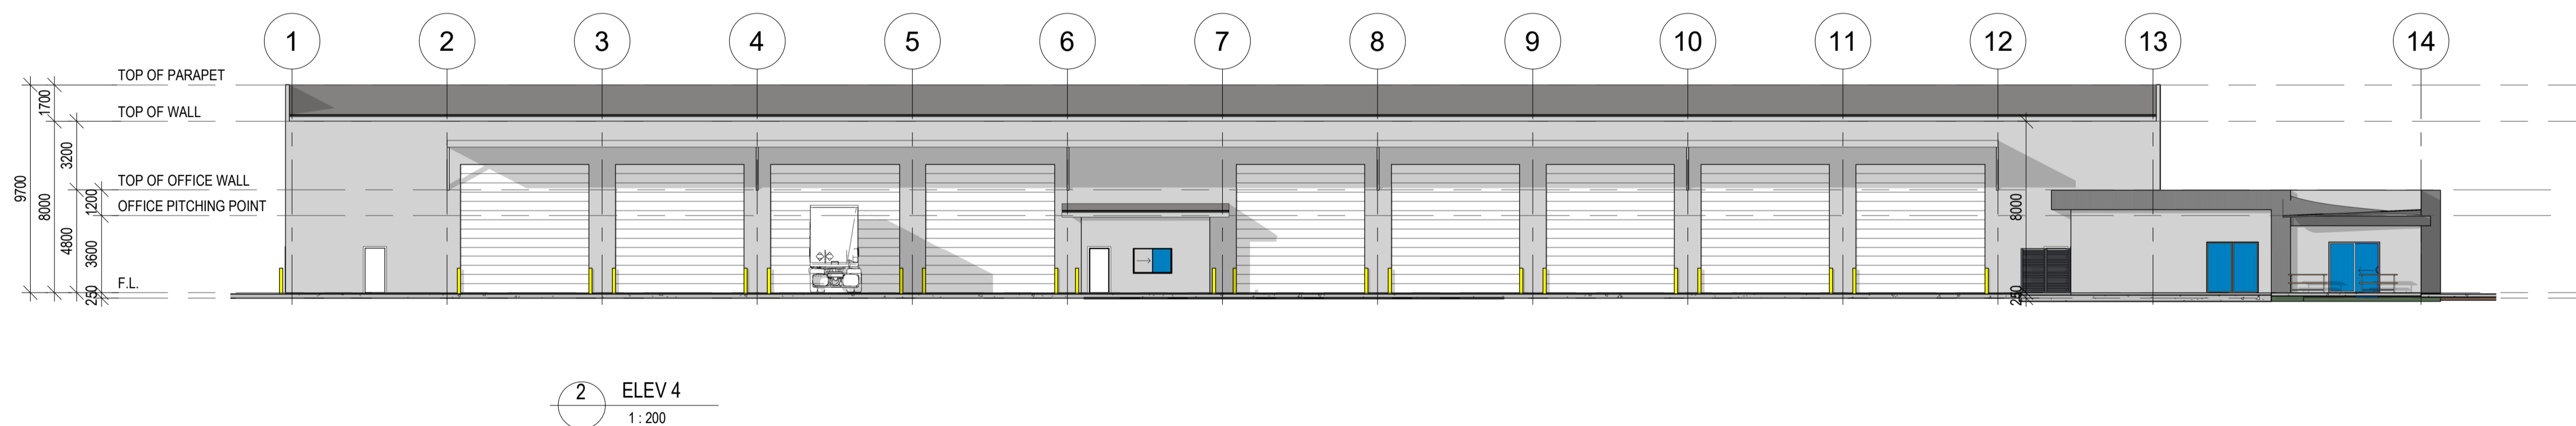 1 2 3 4 5 6 7 8 9 10 11 12 13 14
TOP OF PARAPET
1700
TOP OF WALL
3200
9700
8000
TOP OF OFFICE WALL
1200
OFFICE PITCHING POINT
4800
3600
F.L.
250
8000
250
2 ELEV 4
1 : 200